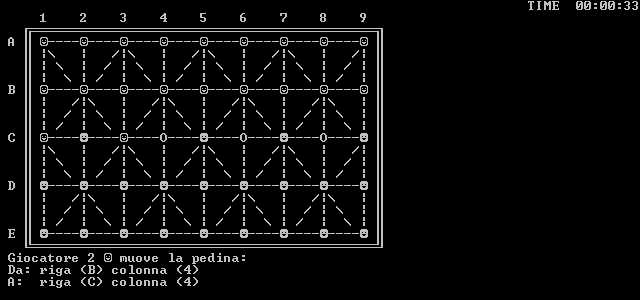 TIME 00:00:33
1 2 3 4 5 6 7 8 9
A
B
C
D
E
Giocatore 2 ☺ muove la pedina:
Da: riga (B) colonna (4)
A: riga (C) colonna (4)